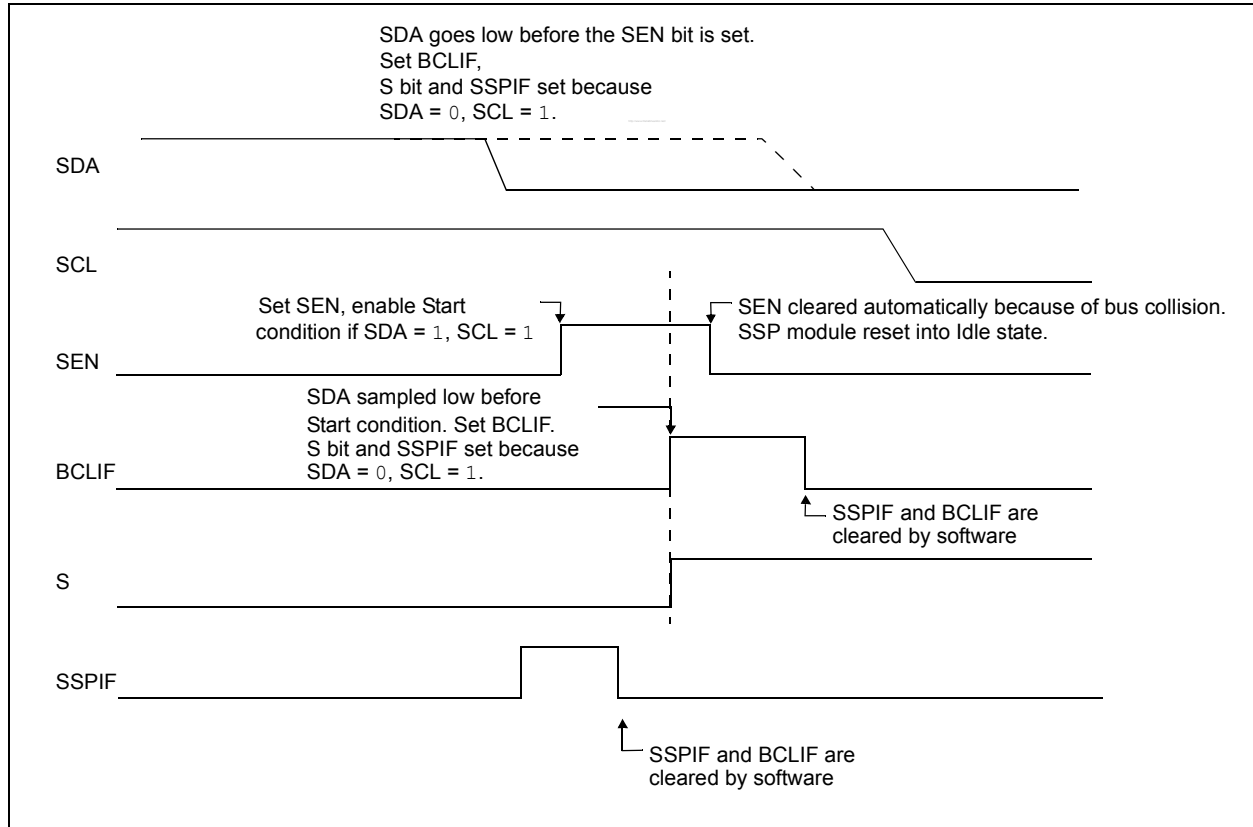 SDA goes low before the SEN bit is set.
Set BCLIF,
S bit and SSPIF set because
SDA = 0, SCL = 1.
SDA
SCL
Set SEN, enable Start
condition if SDA = 1, SCL = 1
SEN cleared automatically because of bus collision.
SSP module reset into Idle state.
SEN
SDA sampled low before
Start condition. Set BCLIF.
S bit and SSPIF set because
SDA = 0, SCL = 1.
BCLIF
SSPIF and BCLIF are
cleared by software
S
SSPIF
SSPIF and BCLIF are
cleared by software